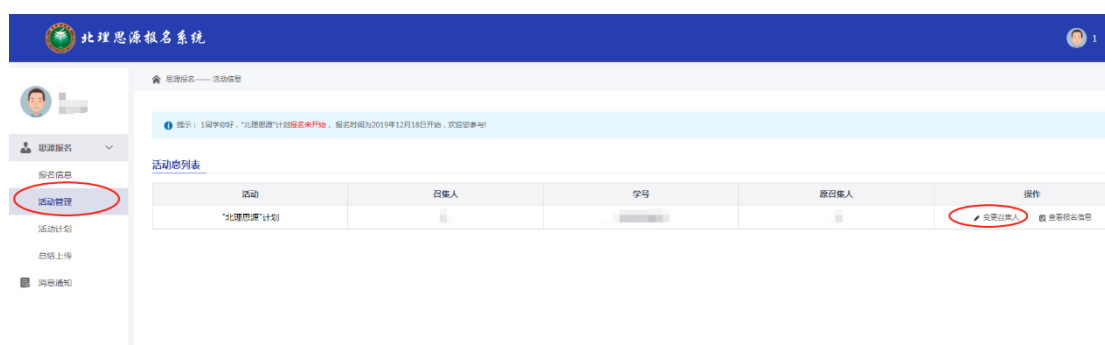 北理思源报名系统
1
思源报名—— 活动信息
提示： 1同学你好，"北理思源"计划报名未开始， 报名时间为2019年12月18日开始，欢迎您参与!
思源报名
报名信息
活动管理
活动计划
总结上传
消息通知
活动息列表
活动 召集人 学号 原召集人 操作
"北理思源"计划 变更召集人 查看报名信息